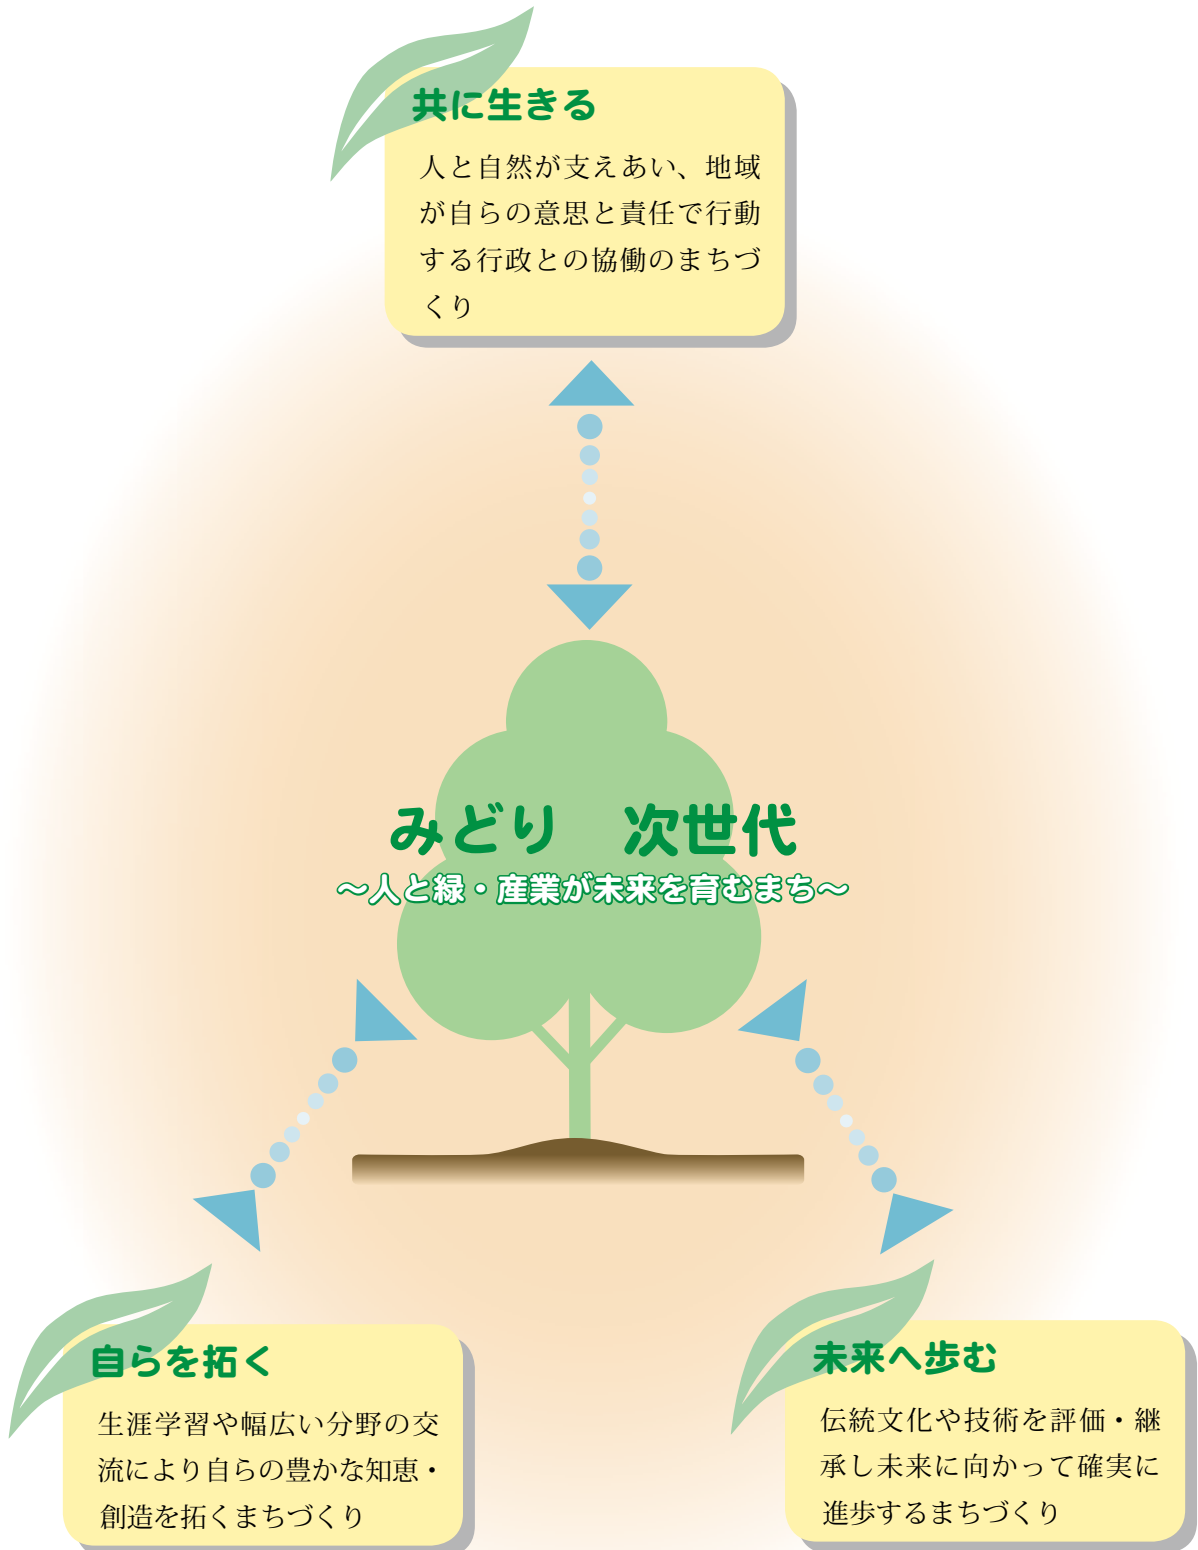 共に生きる
人と自然が支えあい、地域
が自らの意思と責任で行動
する行政との協働のまちづ
くり
みどり　次世代
～人と緑・産業が未来を育むまち～
自らを拓く
生涯学習や幅広い分野の交
流により自らの豊かな知恵・
創造を拓くまちづくり
未来へ歩む
伝統文化や技術を評価・継
承し未来に向かって確実に
進歩するまちづくり